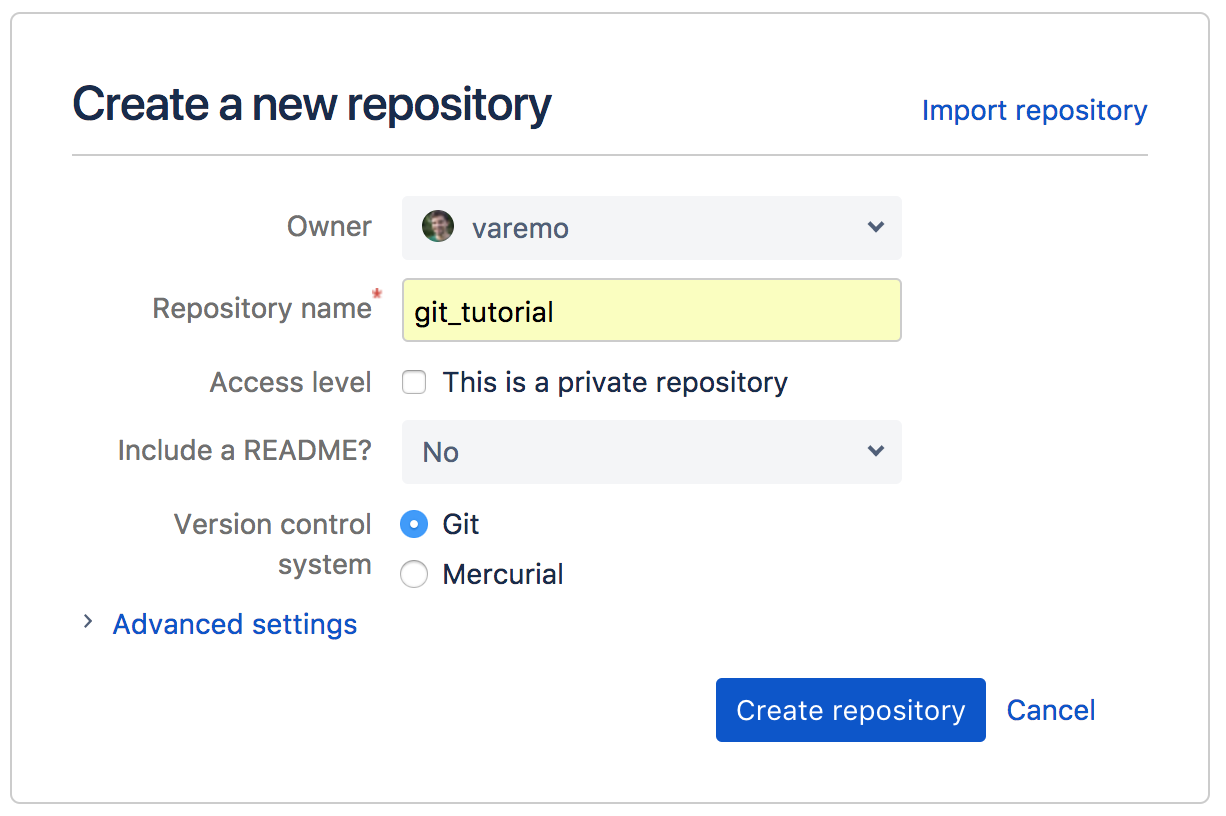 Create a new repository
Import repository
Owner
varemo
Repository name*
git_tutorial
Access level
This is a private repository
Include a README?
No
Version control
system
Git
Mercurial
Advanced settings
Create repository
Cancel